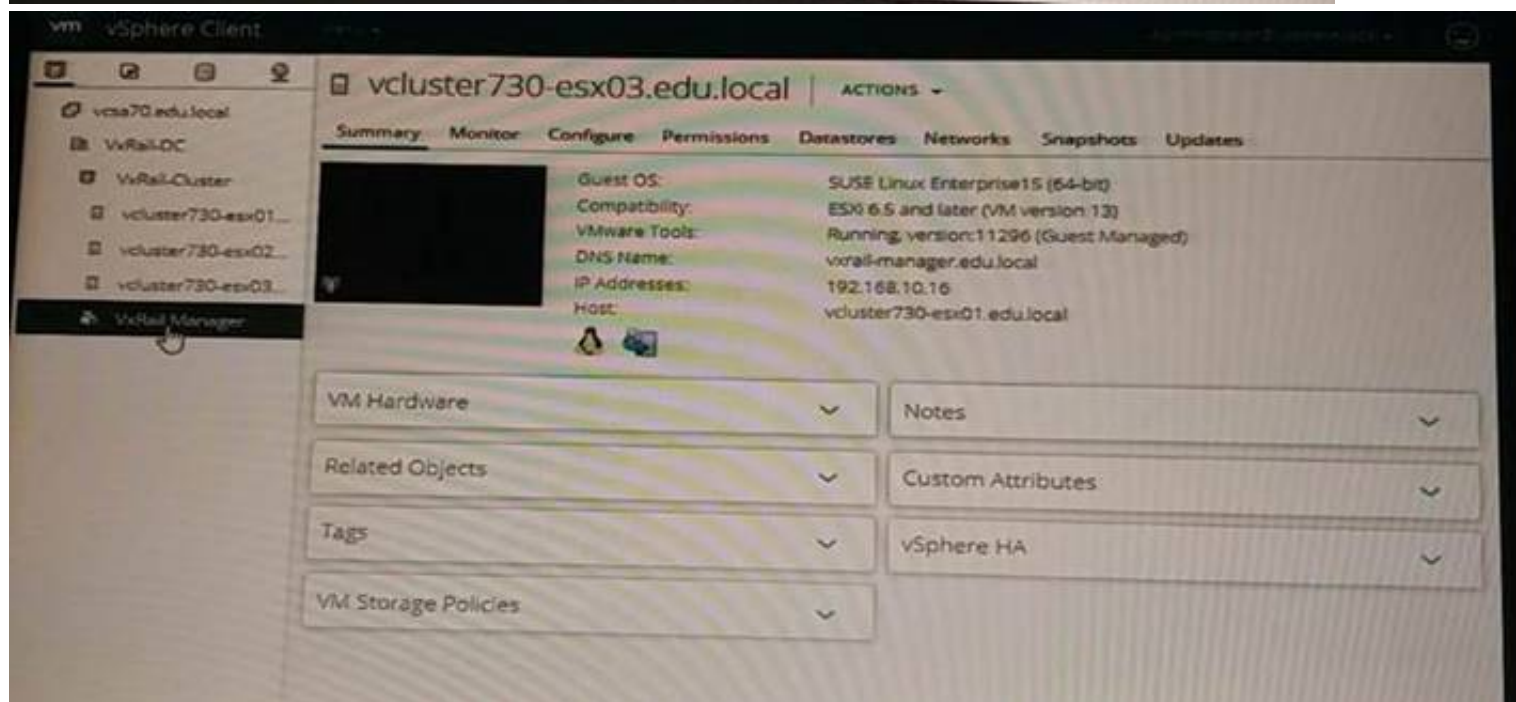 vm vSphere Client
vcsa70.edu.local
VxRail-DC
VxRail-Cluster
vcluster730-esx01...
vcluster730-esx02...
vcluster730-esx03...
VxRail Manager
vcluster730-esx03.edu.local | ACTIONS
Summary Monitor Configure Permissions Datastores Networks Snapshots Updates
Guest OS: SUSE Linux Enterprise15 (64-bit)
Compatibility: ESXi 6.5 and later (VM version 13)
VMware Tools: Running, version:11296 (Guest Managed)
DNS Name: vxrail-manager.edu.local
IP Addresses: 192.168.10.16
Host: vcluster730-esx01.edu.local
VM Hardware
Notes
Related Objects
Custom Attributes
Tags
vSphere HA
VM Storage Policies